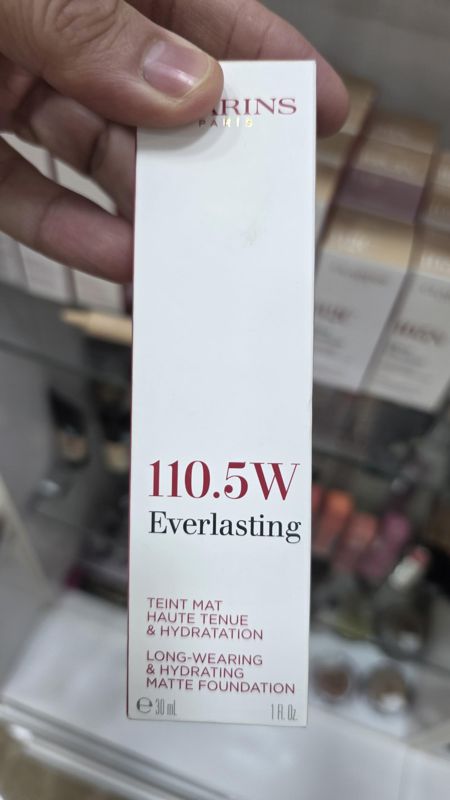 ARINS
PARIS
110.5W
Everlasting
TEINT MAT
HAUTE TENUE
& HYDRATATION
LONG-WEARING
& HYDRATING
MATTE FOUNDATION
℮ 30 mL 1 Fl. Oz.